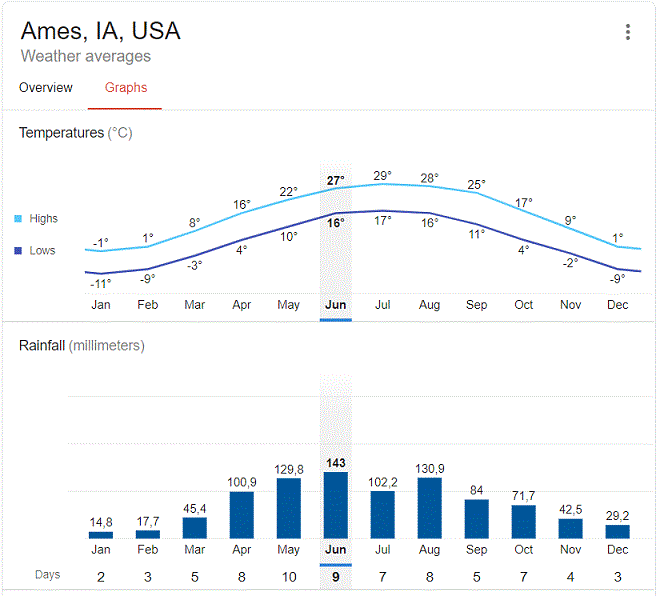 Ames, IA, USA
Weather averages
Overview Graphs
Temperatures (°C)
-1° 1° 8° 16° 22° 27° 29° 28° 25° 17° 9° 1°
Highs
Lows
-11° -9° -3° 4° 10° 16° 17° 16° 11° 4° -2° -9°
Jan Feb Mar Apr May Jun Jul Aug Sep Oct Nov Dec
Rainfall (millimeters)
14,8 17,7 45,4 100,9 129,8 143 102,2 130,9 84 71,7 42,5 29,2
Jan Feb Mar Apr May Jun Jul Aug Sep Oct Nov Dec
Days 2 3 5 8 10 9 7 8 5 7 4 3